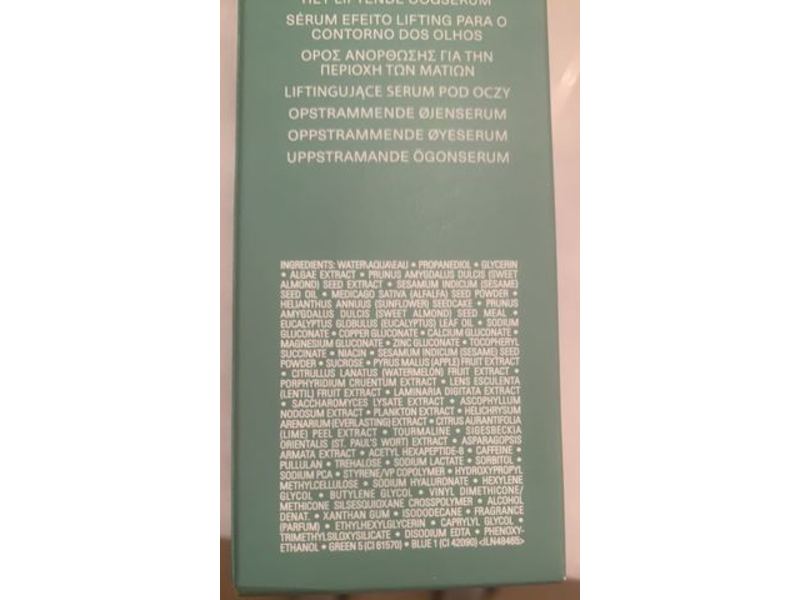 HET LIFTENDE OOGSERUM
SÉRUM EFEITO LIFTING PARA O
CONTORNO DOS OLHOS
ΟΡΟΣ ΑΝΟΡΘΩΣΗΣ ΓΙΑ ΤΗΝ
ΠΕΡΙΟΧΗ ΤΩΝ ΜΑΤΙΩΝ
LIFTINGUJĄCE SERUM POD OCZY
OPSTRAMMENDE ØJENSERUM
OPPSTRAMMENDE ØYESERUM
UPPSTRAMANDE ÖGONSERUM
INGREDIENTS: WATER\AQUA\EAU • PROPANEDIOL • GLYCERIN
• ALGAE EXTRACT • PRUNUS AMYGDALUS DULCIS (SWEET
ALMOND) SEED EXTRACT • SESAMUM INDICUM (SESAME)
SEED OIL • MEDICAGO SATIVA (ALFALFA) SEED POWDER •
HELIANTHUS ANNUUS (SUNFLOWER) SEEDCAKE • PRUNUS
AMYGDALUS DULCIS (SWEET ALMOND) SEED MEAL •
EUCALYPTUS GLOBULUS (EUCALYPTUS) LEAF OIL • SODIUM
GLUCONATE • COPPER GLUCONATE • CALCIUM GLUCONATE •
MAGNESIUM GLUCONATE • ZINC GLUCONATE • TOCOPHERYL
SUCCINATE • NIACIN • SESAMUM INDICUM (SESAME) SEED
POWDER • SUCROSE • PYRUS MALUS (APPLE) FRUIT EXTRACT
• CITRULLUS LANATUS (WATERMELON) FRUIT EXTRACT •
PORPHYRIDIUM CRUENTUM EXTRACT • LENS ESCULENTA
(LENTIL) FRUIT EXTRACT • LAMINARIA DIGITATA EXTRACT
• SACCHAROMYCES LYSATE EXTRACT • ASCOPHYLLUM
NODOSUM EXTRACT • PLANKTON EXTRACT • HELICHRYSUM
ARENARIUM (EVERLASTING) EXTRACT • CITRUS AURANTIFOLIA
(LIME) PEEL EXTRACT • TOURMALINE • SIGESBECKIA
ORIENTALIS (ST. PAUL'S WORT) EXTRACT • ASPARAGOPSIS
ARMATA EXTRACT • ACETYL HEXAPEPTIDE-8 • CAFFEINE •
PULLULAN • TREHALOSE • SODIUM LACTATE • SORBITOL •
SODIUM PCA • STYRENE/VP COPOLYMER • HYDROXYPROPYL
METHYLCELLULOSE • SODIUM HYALURONATE • HEXYLENE
GLYCOL • BUTYLENE GLYCOL • VINYL DIMETHICONE/
METHICONE SILSESQUIOXANE CROSSPOLYMER • ALCOHOL
DENAT. • XANTHAN GUM • ISODODECANE • FRAGRANCE
(PARFUM) • ETHYLHEXYLGLYCERIN • CAPRYLYL GLYCOL •
TRIMETHYLSILOXYSILICATE • DISODIUM EDTA • PHENOXY-
ETHANOL • GREEN 5 (CI 61570) • BLUE 1 (CI 42090) <ILN48465>